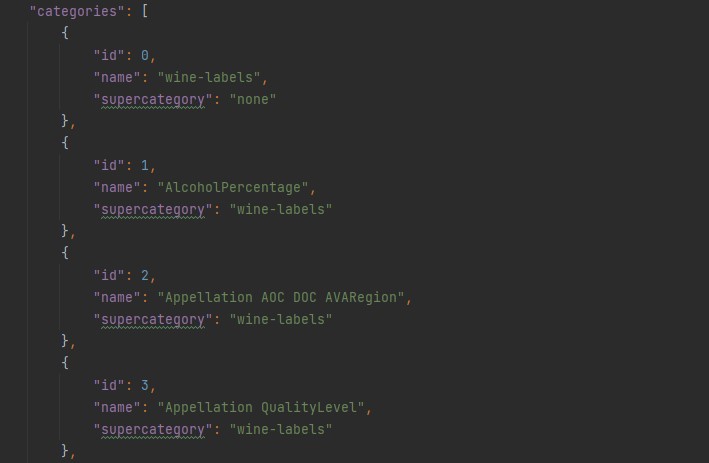 "categories": [
{
"id": 0,
"name": "wine-labels",
"supercategory": "none"
},
{
"id": 1,
"name": "AlcoholPercentage",
"supercategory": "wine-labels"
},
{
"id": 2,
"name": "Appellation AOC DOC AVARegion",
"supercategory": "wine-labels"
},
{
"id": 3,
"name": "Appellation QualityLevel",
"supercategory": "wine-labels"
},